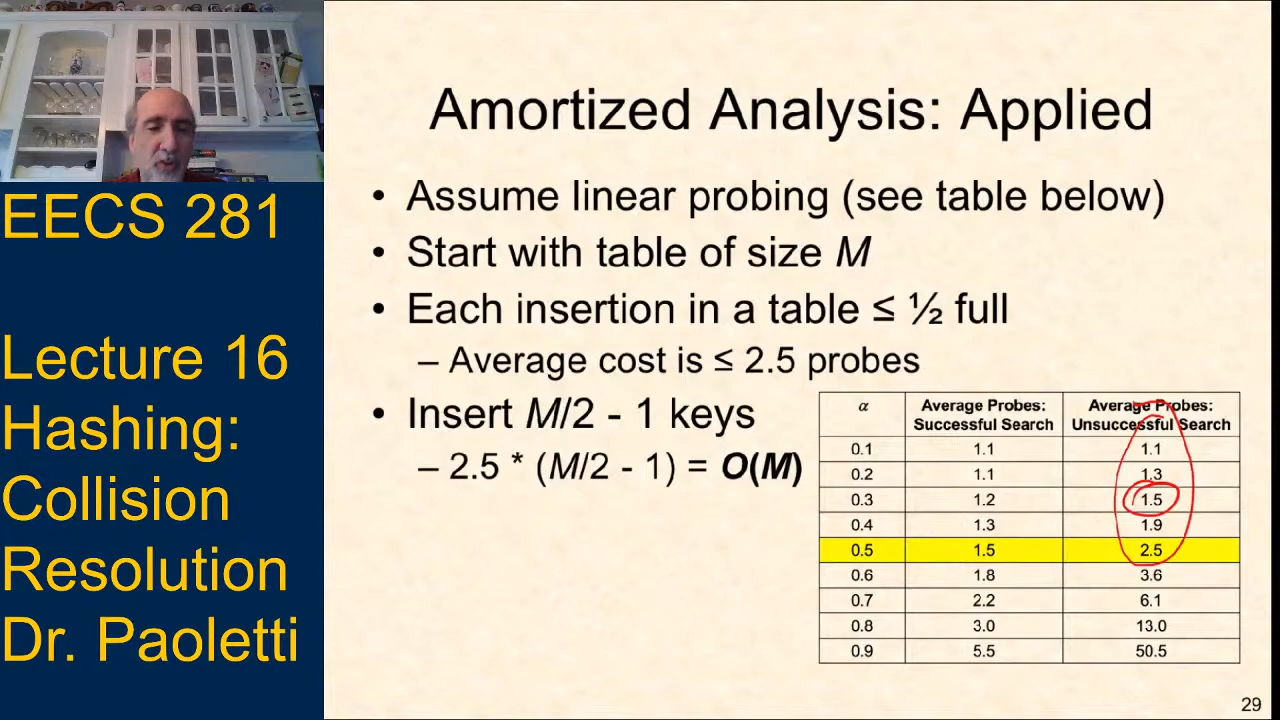 EECS 281
Lecture 16
Hashing:
Collision
Resolution
Dr. Paoletti
Amortized Analysis: Applied
• Assume linear probing (see table below)
• Start with table of size M
• Each insertion in a table ≤ ½ full
– Average cost is ≤ 2.5 probes
• Insert M/2 - 1 keys
– 2.5 * (M/2 - 1) = O(M)
α Average Probes: Successful Search Average Probes: Unsuccessful Search
0.1 1.1 1.1
0.2 1.1 1.3
0.3 1.2 1.5
0.4 1.3 1.9
0.5 1.5 2.5
0.6 1.8 3.6
0.7 2.2 6.1
0.8 3.0 13.0
0.9 5.5 50.5
29